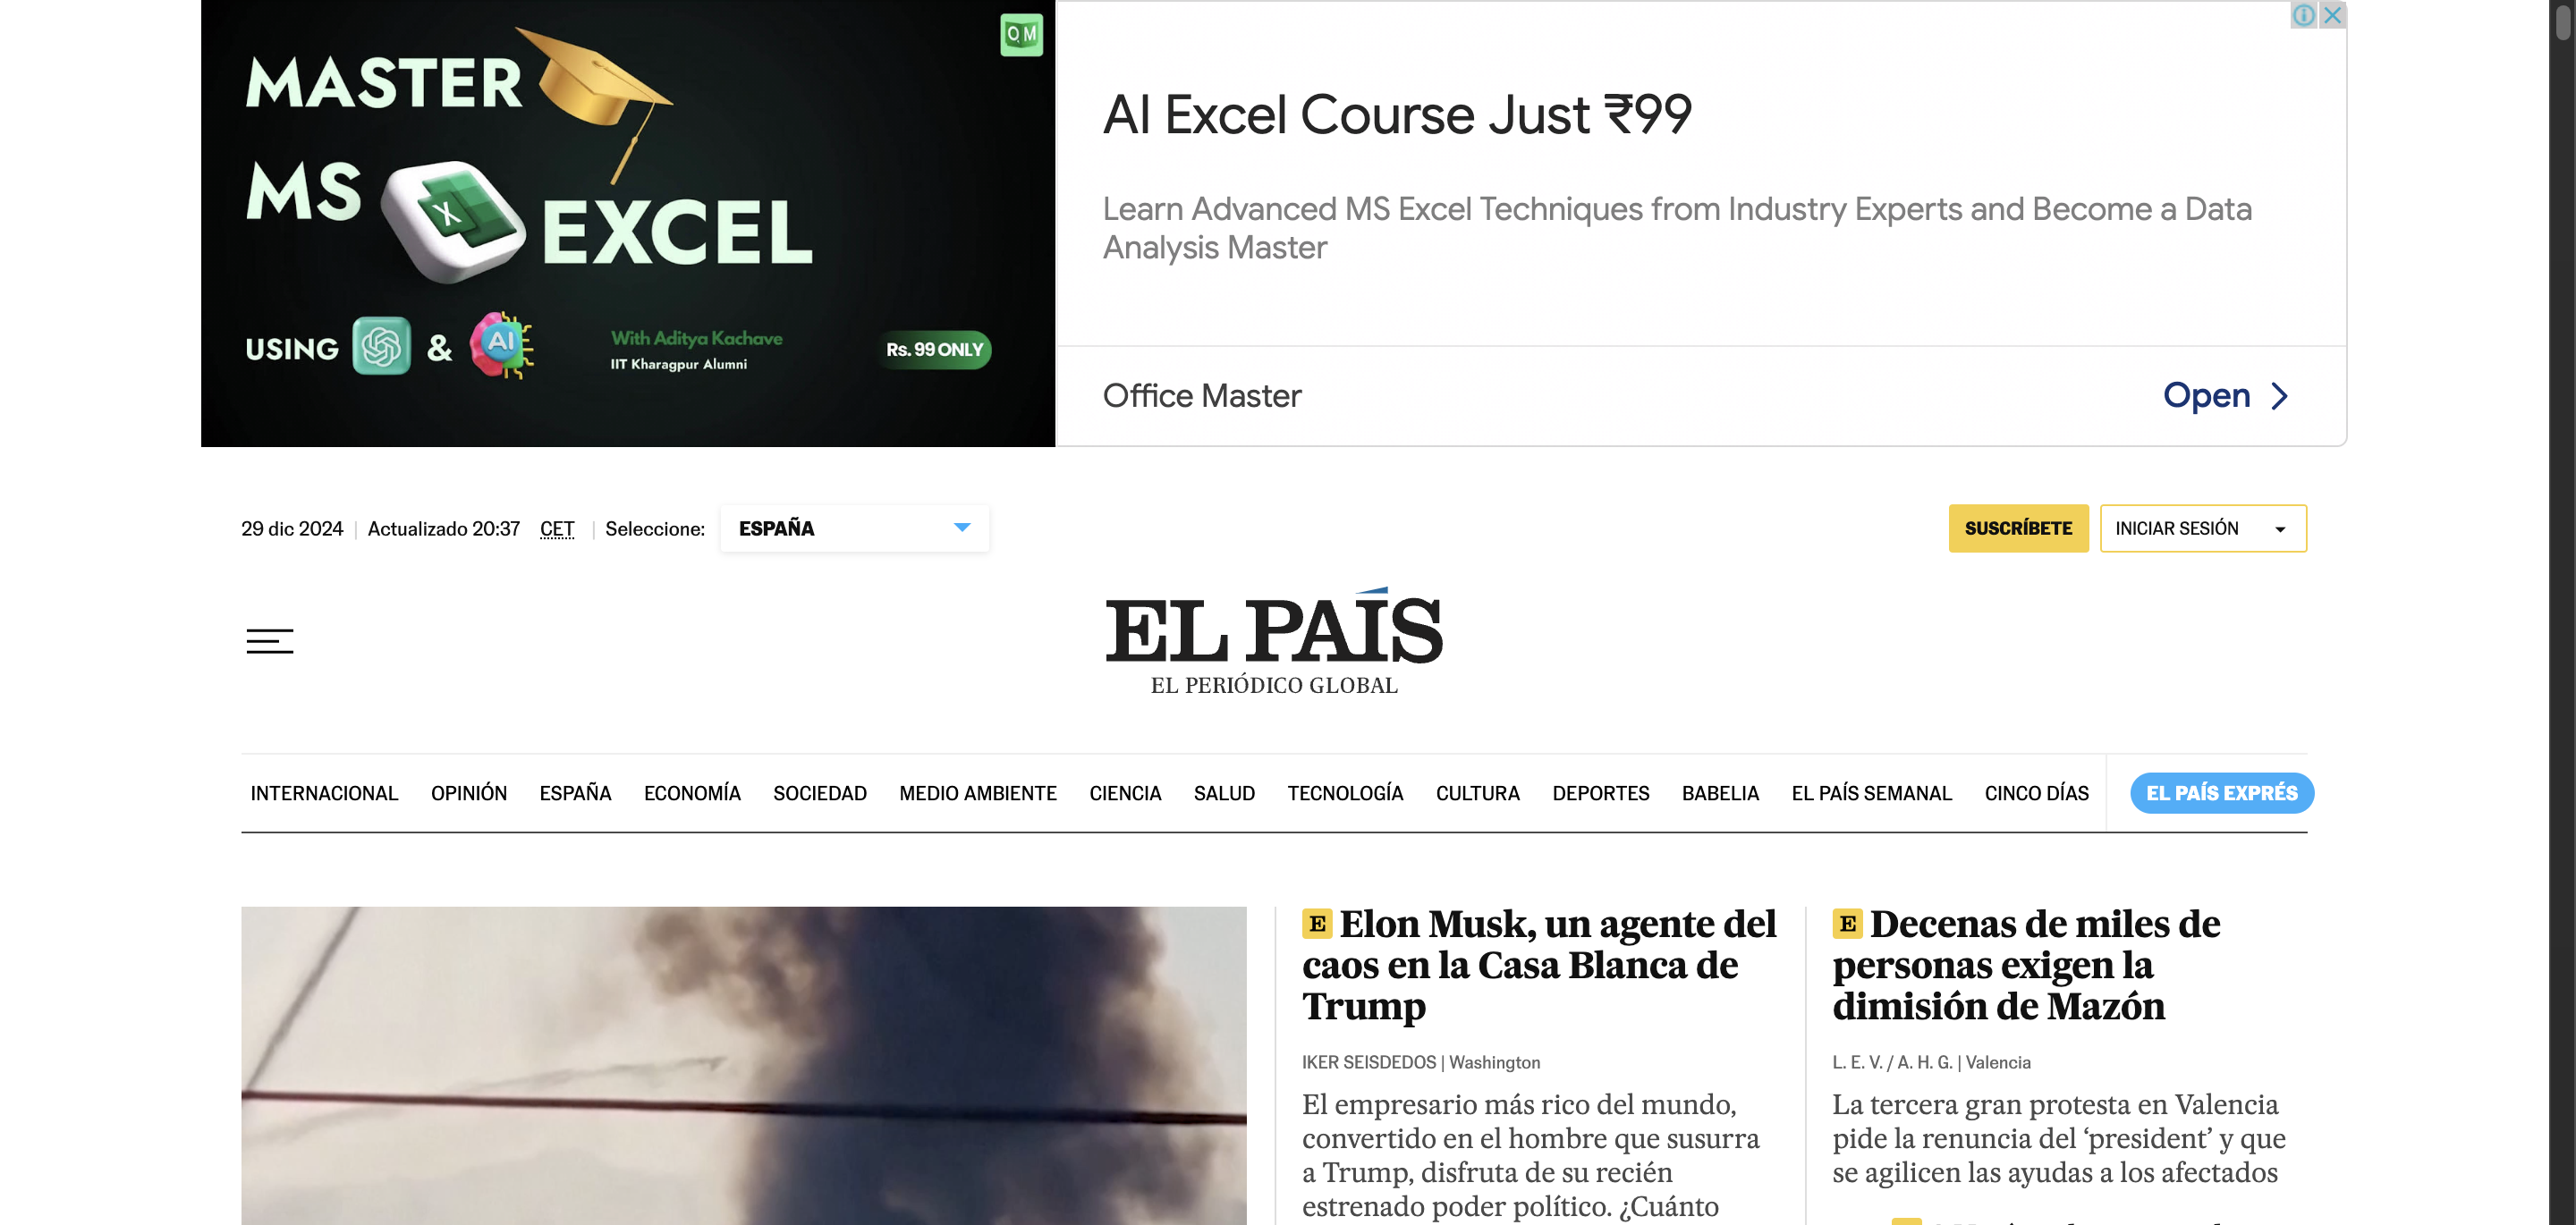 MASTER
MS EXCEL
USING & AI
With Aditya Kachave
IIT Kharagpur Alumni
Rs. 99 ONLY
QM
AI Excel Course Just ₹99
Learn Advanced MS Excel Techniques from Industry Experts and Become a Data
Analysis Master
Office Master
Open
29 dic 2024 | Actualizado 20:37 CET | Seleccione: ESPAÑA
SUSCRÍBETE
INICIAR SESIÓN
EL PAÍS
EL PERIÓDICO GLOBAL
INTERNACIONAL OPINIÓN ESPAÑA ECONOMÍA SOCIEDAD MEDIO AMBIENTE CIENCIA SALUD TECNOLOGÍA CULTURA DEPORTES BABELIA EL PAÍS SEMANAL CINCO DÍAS EL PAÍS EXPRÉS
E Elon Musk, un agente del
caos en la Casa Blanca de
Trump
IKER SEISDEDOS | Washington
El empresario más rico del mundo,
convertido en el hombre que susurra
a Trump, disfruta de su recién
estrenado poder político. ¿Cuánto
E Decenas de miles de
personas exigen la
dimisión de Mazón
L. E. V. / A. H. G. | Valencia
La tercera gran protesta en Valencia
pide la renuncia del ‘president’ y que
se agilicen las ayudas a los afectados